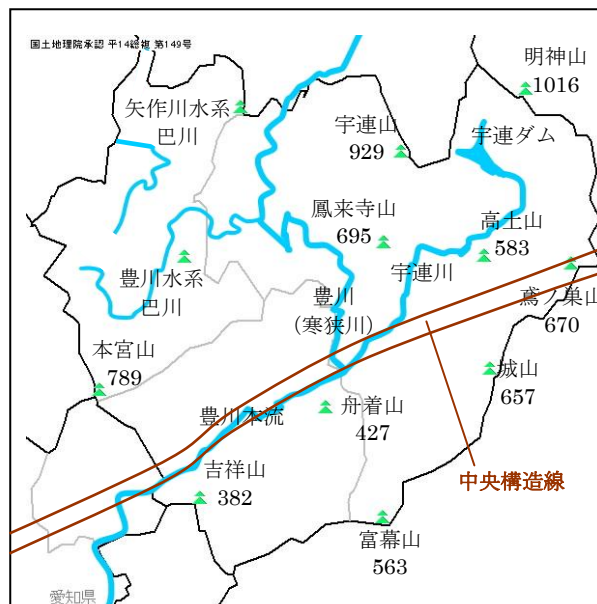 国土地理院承認 平14総複 第149号
明神山
1016
矢作川水系
巴川
宇連山
929
宇連ダム
鳳来寺山
695
高土山
583
宇連川
豊川水系
巴川
豊川
(寒狭川)
鳶ノ巣山
670
本宮山
789
城山
657
舟着山
427
豊川本流
吉祥山
382
中央構造線
富幕山
563
愛知県